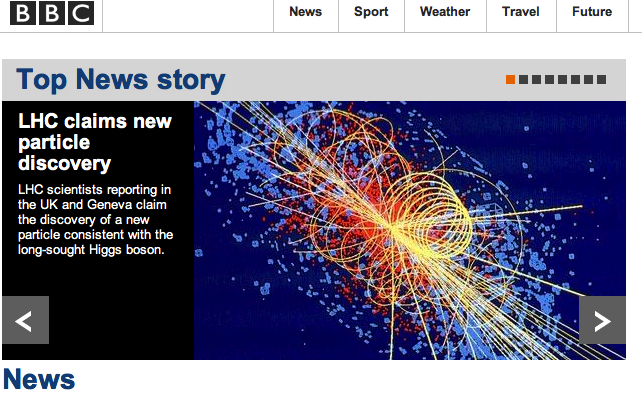 BBC
News Sport Weather Travel Future
Top News story
LHC claims new
particle
discovery
LHC scientists reporting in
the UK and Geneva claim
the discovery of a new
particle consistent with the
long-sought Higgs boson.
< >
News